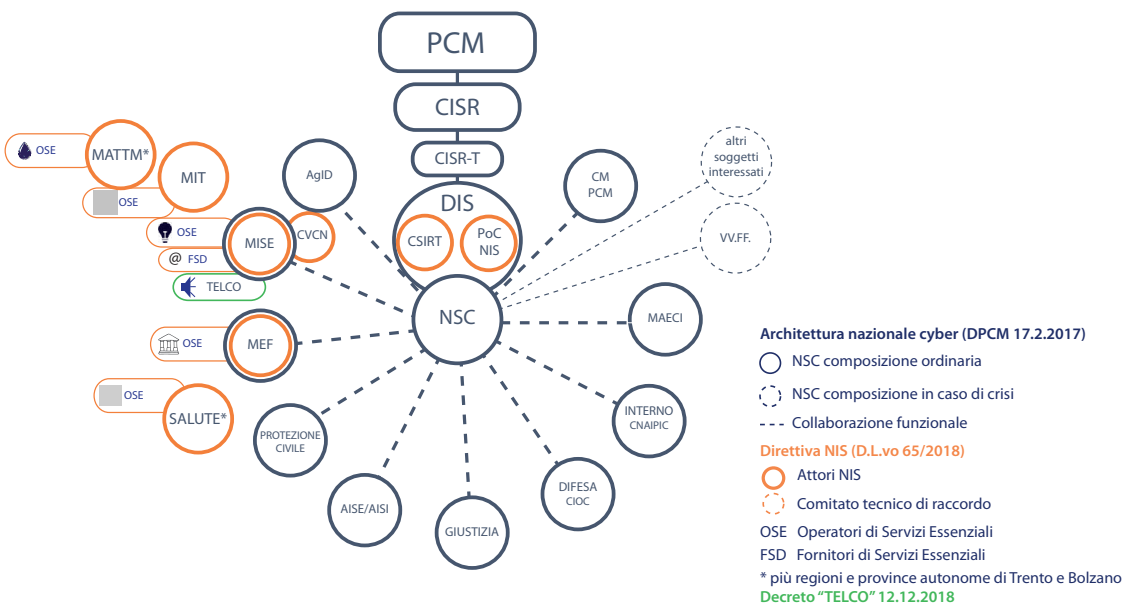 PCM
CISR
CISR-T
DIS
CSIRT
PoC
NIS
NSC
OSE
MATTM*
MIT
OSE
AgID
CVCN
OSE
MISE
@ FSD
TELCO
OSE
MEF
OSE
SALUTE*
PROTEZIONE
CIVILE
AISE/AISI
GIUSTIZIA
DIFESA
CIOC
INTERNO
CNAIPIC
MAECI
CM
PCM
altri
soggetti
interessati
VV.FF.
Architettura nazionale cyber (DPCM 17.2.2017)
NSC composizione ordinaria
NSC composizione in caso di crisi
Collaborazione funzionale
Direttiva NIS (D.L.vo 65/2018)
Attori NIS
Comitato tecnico di raccordo
OSE Operatori di Servizi Essenziali
FSD Fornitori di Servizi Essenziali
* più regioni e province autonome di Trento e Bolzano
Decreto “TELCO” 12.12.2018